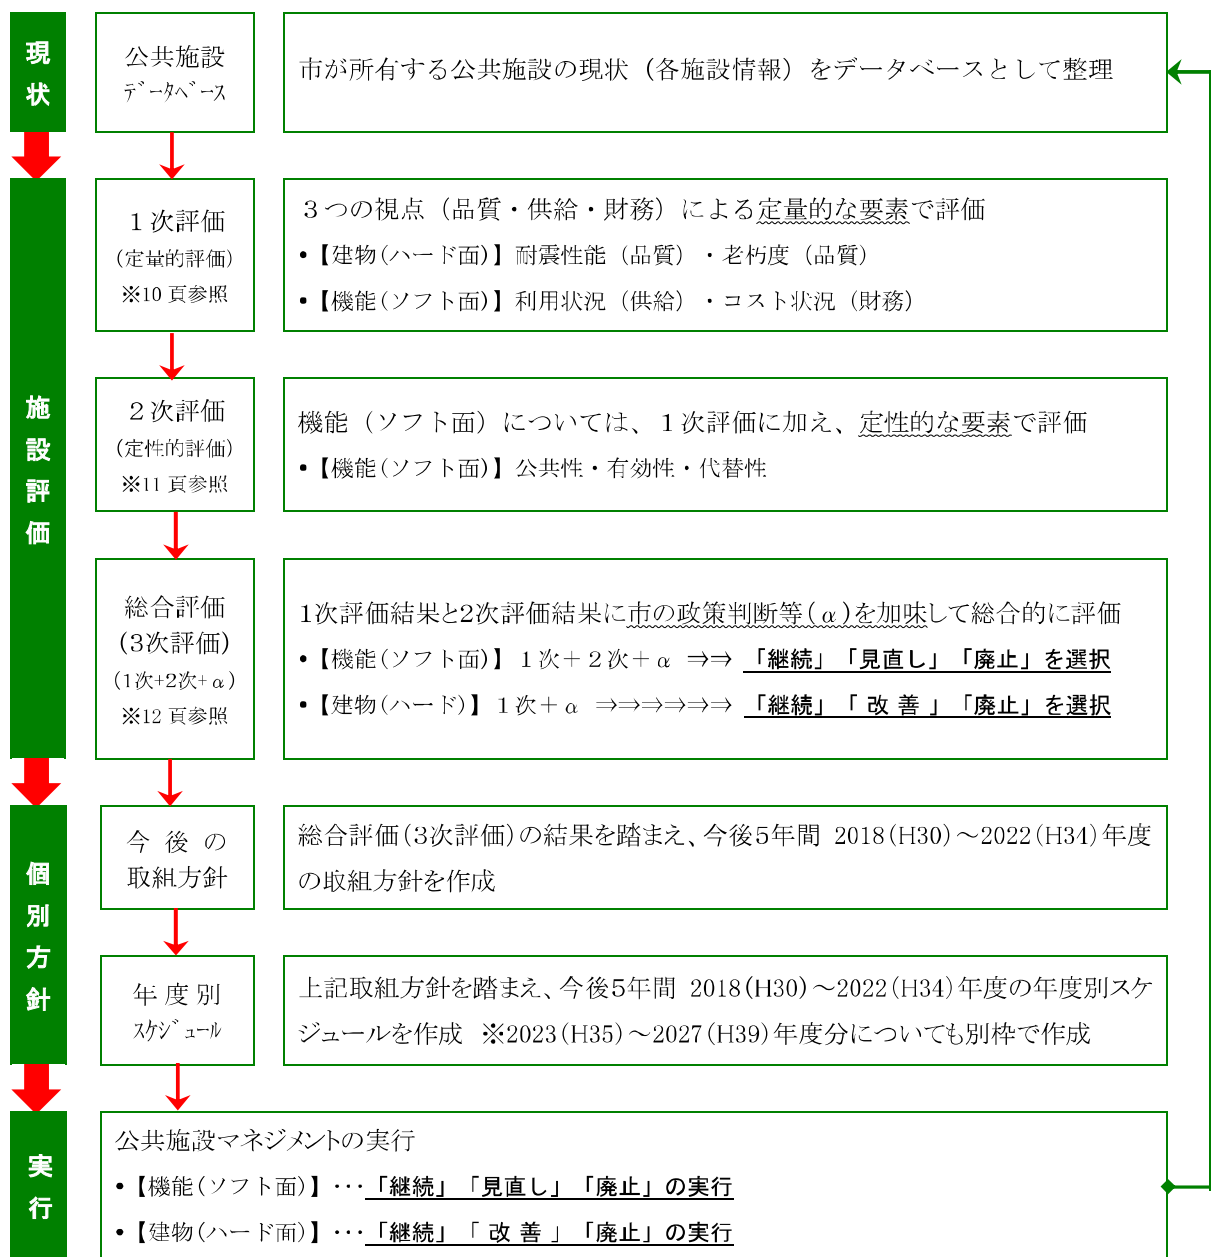 現状
公共施設
データベース
市が所有する公共施設の現状（各施設情報）をデータベースとして整理
施設評価
１次評価
(定量的評価)
※10 頁参照
３つの視点（品質・供給・財務）による定量的な要素で評価
•【建物(ハード面)】耐震性能（品質）・老朽度（品質）
•【機能(ソフト面)】利用状況（供給）・コスト状況（財務）
２次評価
(定性的評価)
※11 頁参照
機能（ソフト面）については、１次評価に加え、定性的な要素で評価
•【機能(ソフト面)】公共性・有効性・代替性
総合評価
(3次評価)
(1次+2次+α)
※12 頁参照
1次評価結果と2次評価結果に市の政策判断等(α)を加味して総合的に評価
•【機能(ソフト面)】１次＋２次＋α ⇒⇒ 「継続」「見直し」「廃止」を選択
•【建物(ハード)】１次＋α ⇒⇒⇒⇒⇒⇒ 「継続」「 改 善 」「廃止」を選択
個別方針
今 後 の
取組方針
総合評価(3次評価)の結果を踏まえ、今後5年間 2018(H30)～2022(H34)年度
の取組方針を作成
年 度 別
スケジュール
上記取組方針を踏まえ、今後5年間 2018(H30)～2022(H34)年度の年度別スケ
ジュールを作成 ※2023(H35)～2027(H39)年度分についても別枠で作成
実行
公共施設マネジメントの実行
•【機能(ソフト面)】･･･「継続」「見直し」「廃止」の実行
•【建物(ハード面)】･･･「継続」「 改 善 」「廃止」の実行